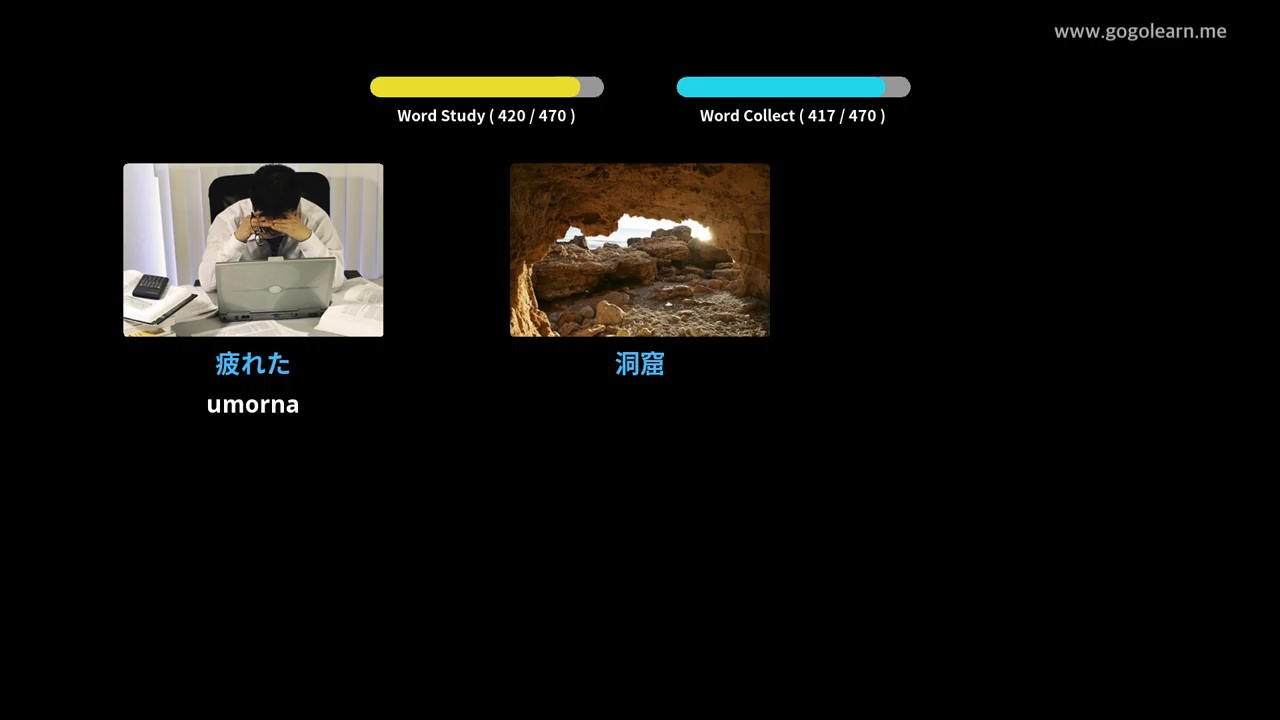 www.gogolearn.me
Word Study ( 420 / 470 )
Word Collect ( 417 / 470 )
疲れた
洞窟
umorna